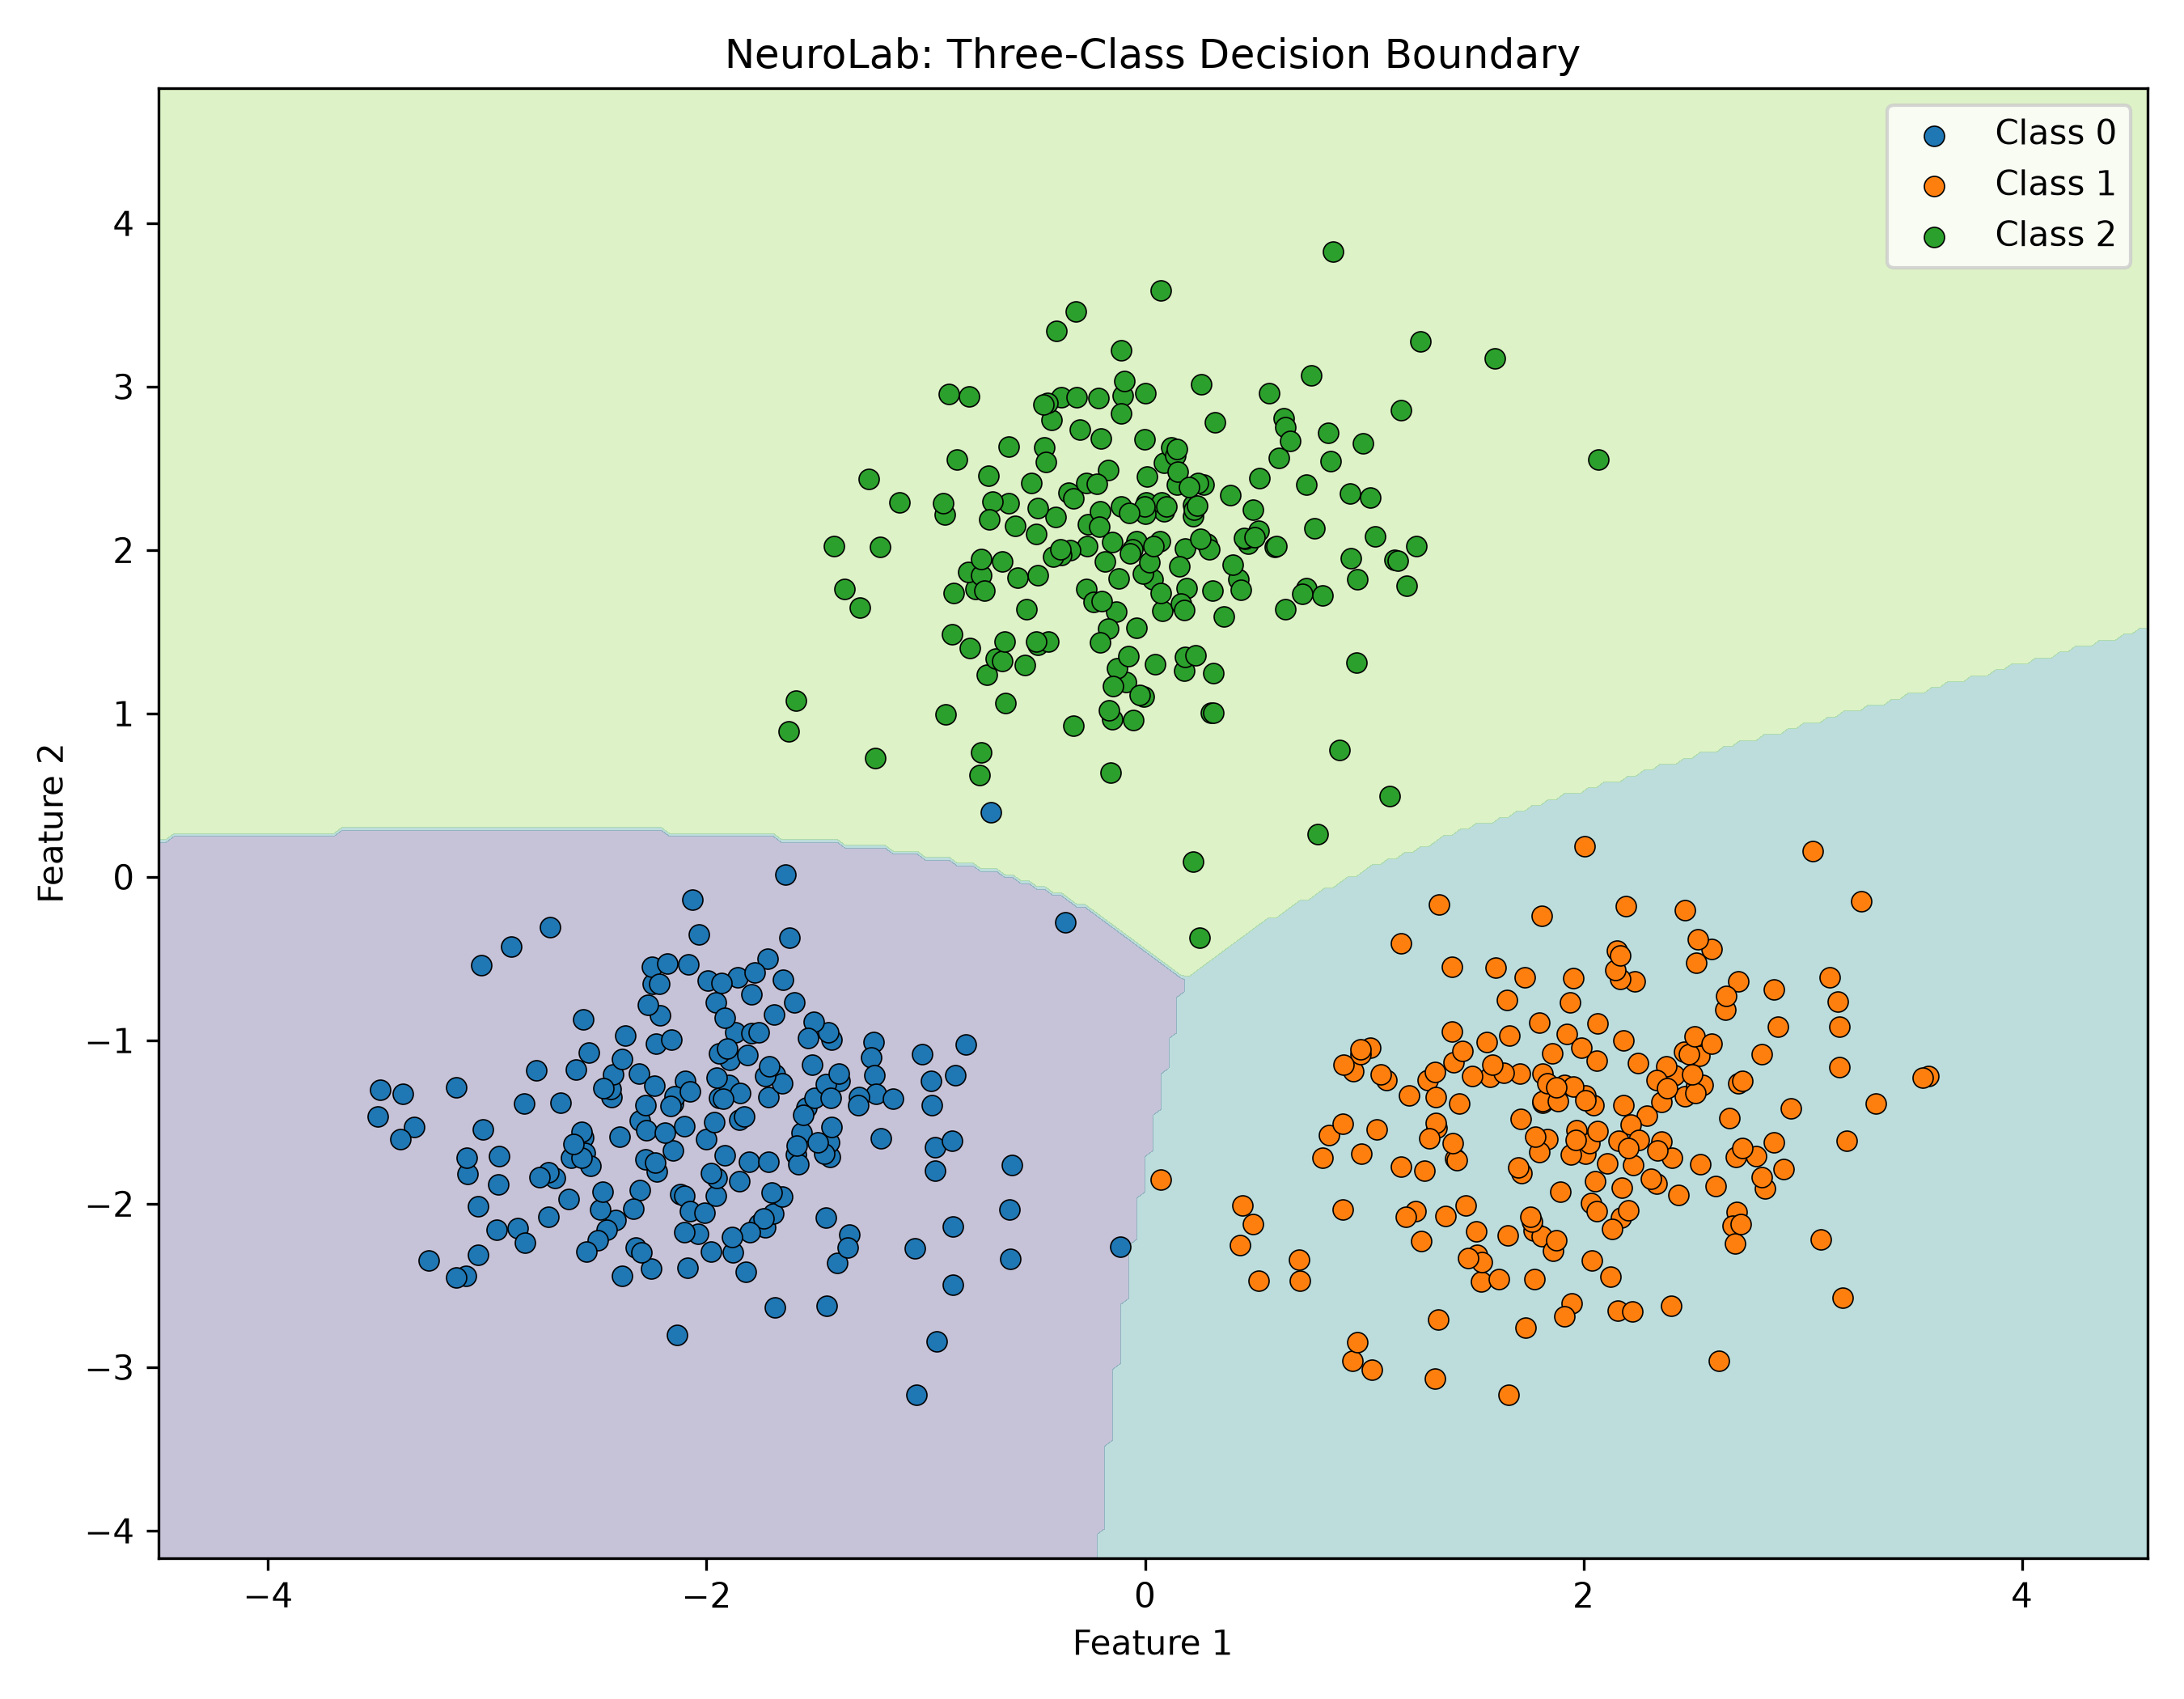 NeuroLab: Three-Class Decision Boundary
Class 0
Class 1
Class 2
4
3
2
1
0
−1
−2
−3
−4
Feature 2
−4
−2
0
2
4
Feature 1